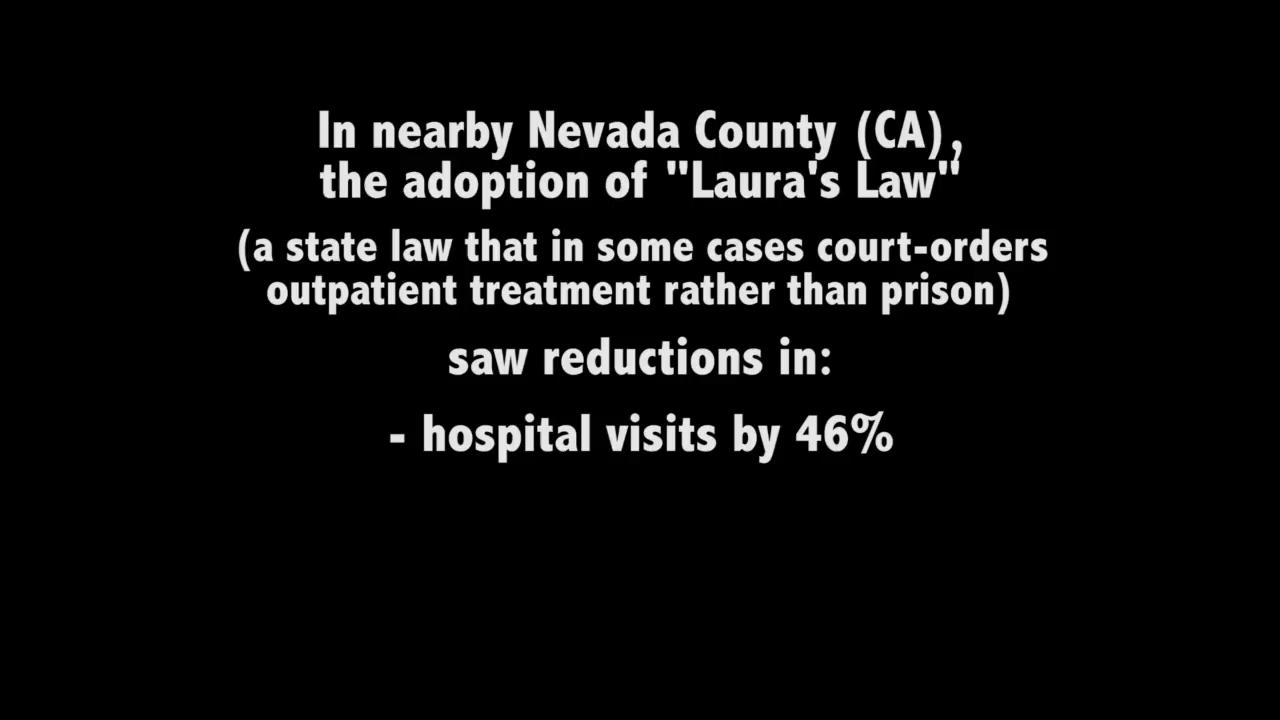 In nearby Nevada County (CA),
the adoption of "Laura's Law"
(a state law that in some cases court-orders
outpatient treatment rather than prison)
saw reductions in:
- hospital visits by 46%